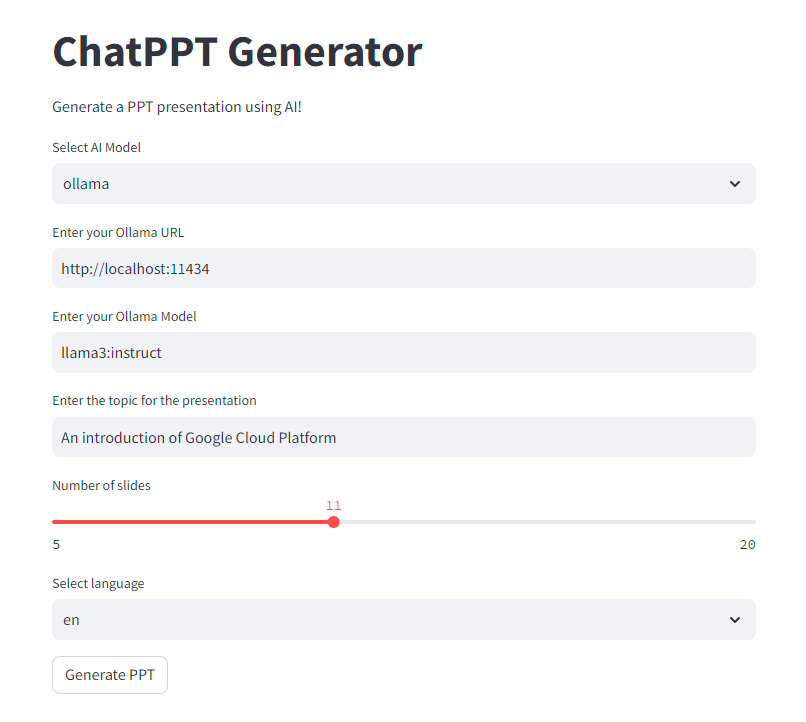 ChatPPT Generator
Generate a PPT presentation using AI!
Select AI Model
ollama
Enter your Ollama URL
http://localhost:11434
Enter your Ollama Model
llama3:instruct
Enter the topic for the presentation
An introduction of Google Cloud Platform
Number of slides
11
5 20
Select language
en
Generate PPT